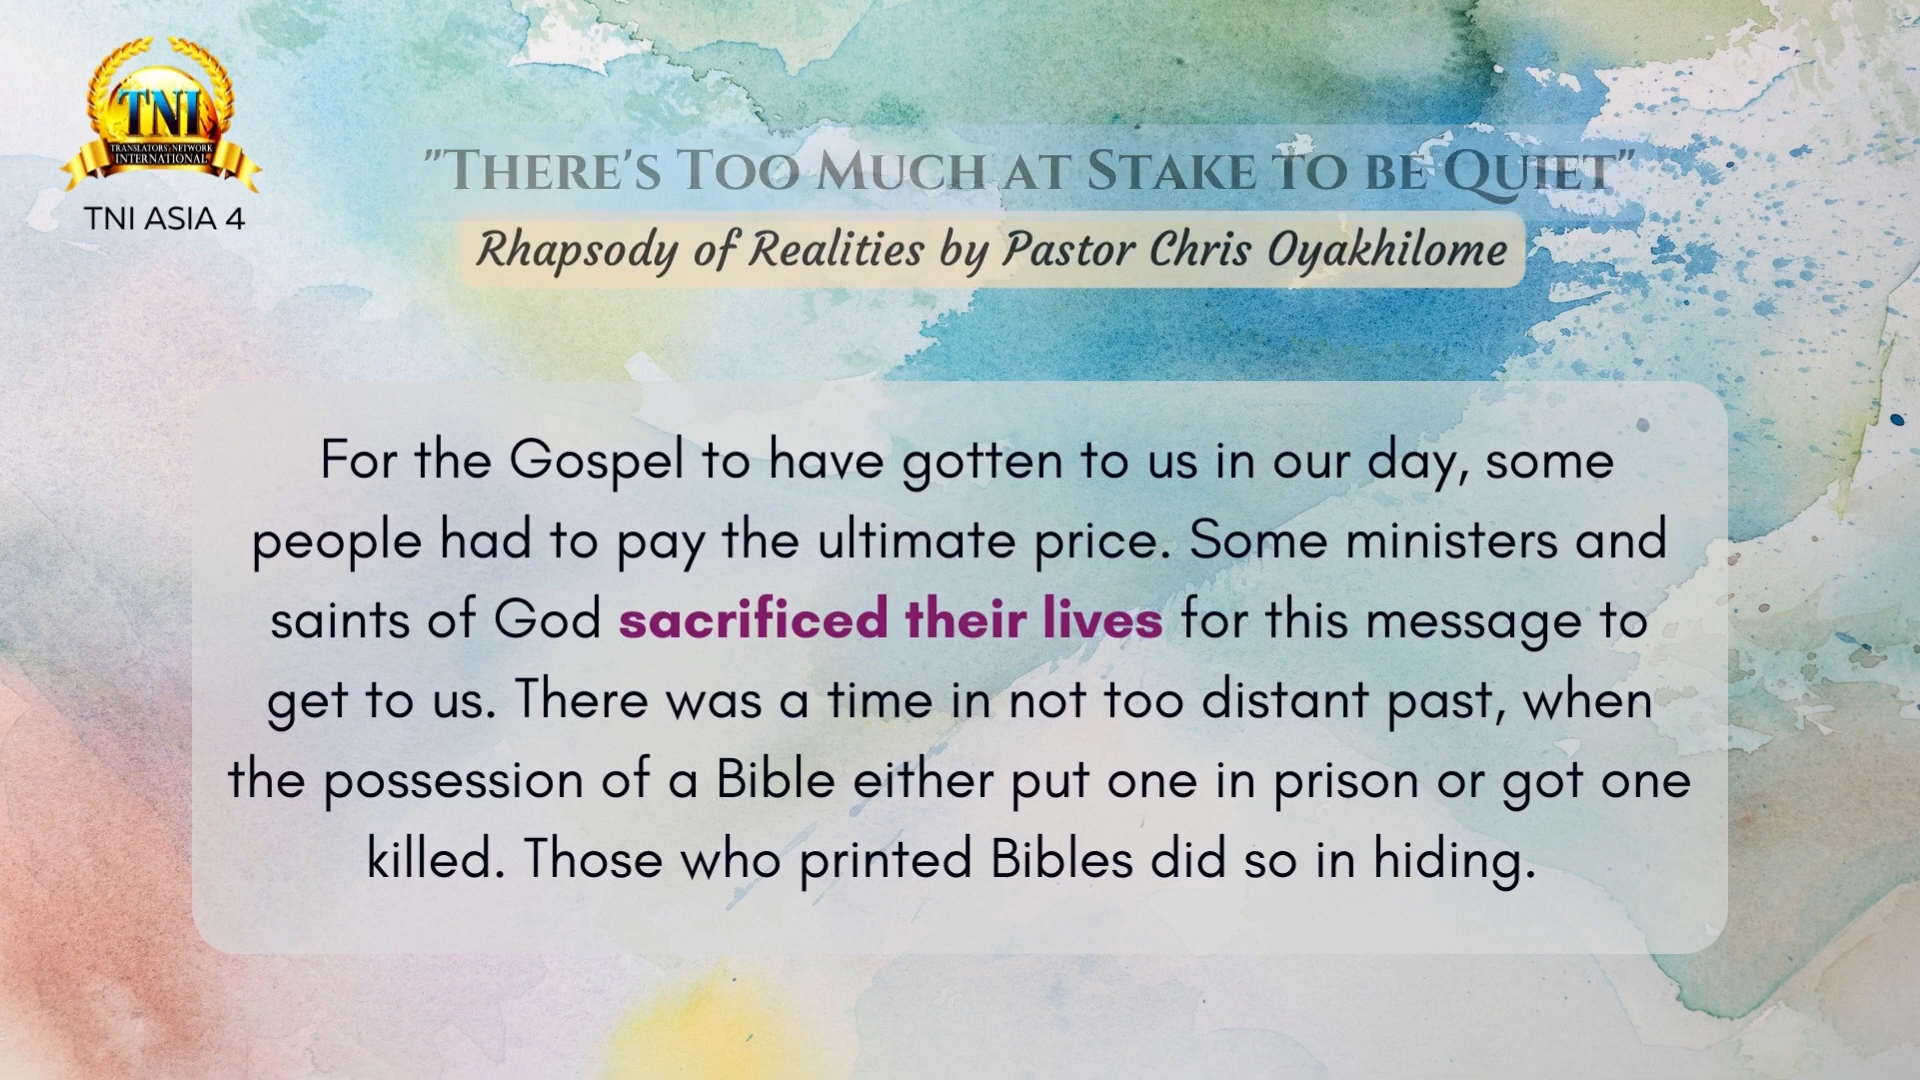 TNI
TRANSLATORS NETWORK
INTERNATIONAL
TNI ASIA 4
"There's Too Much at Stake to be Quiet"
Rhapsody of Realities by Pastor Chris Oyakhilome
For the Gospel to have gotten to us in our day, some
people had to pay the ultimate price. Some ministers and
saints of God sacrificed their lives for this message to
get to us. There was a time in not too distant past, when
the possession of a Bible either put one in prison or got one
killed. Those who printed Bibles did so in hiding.